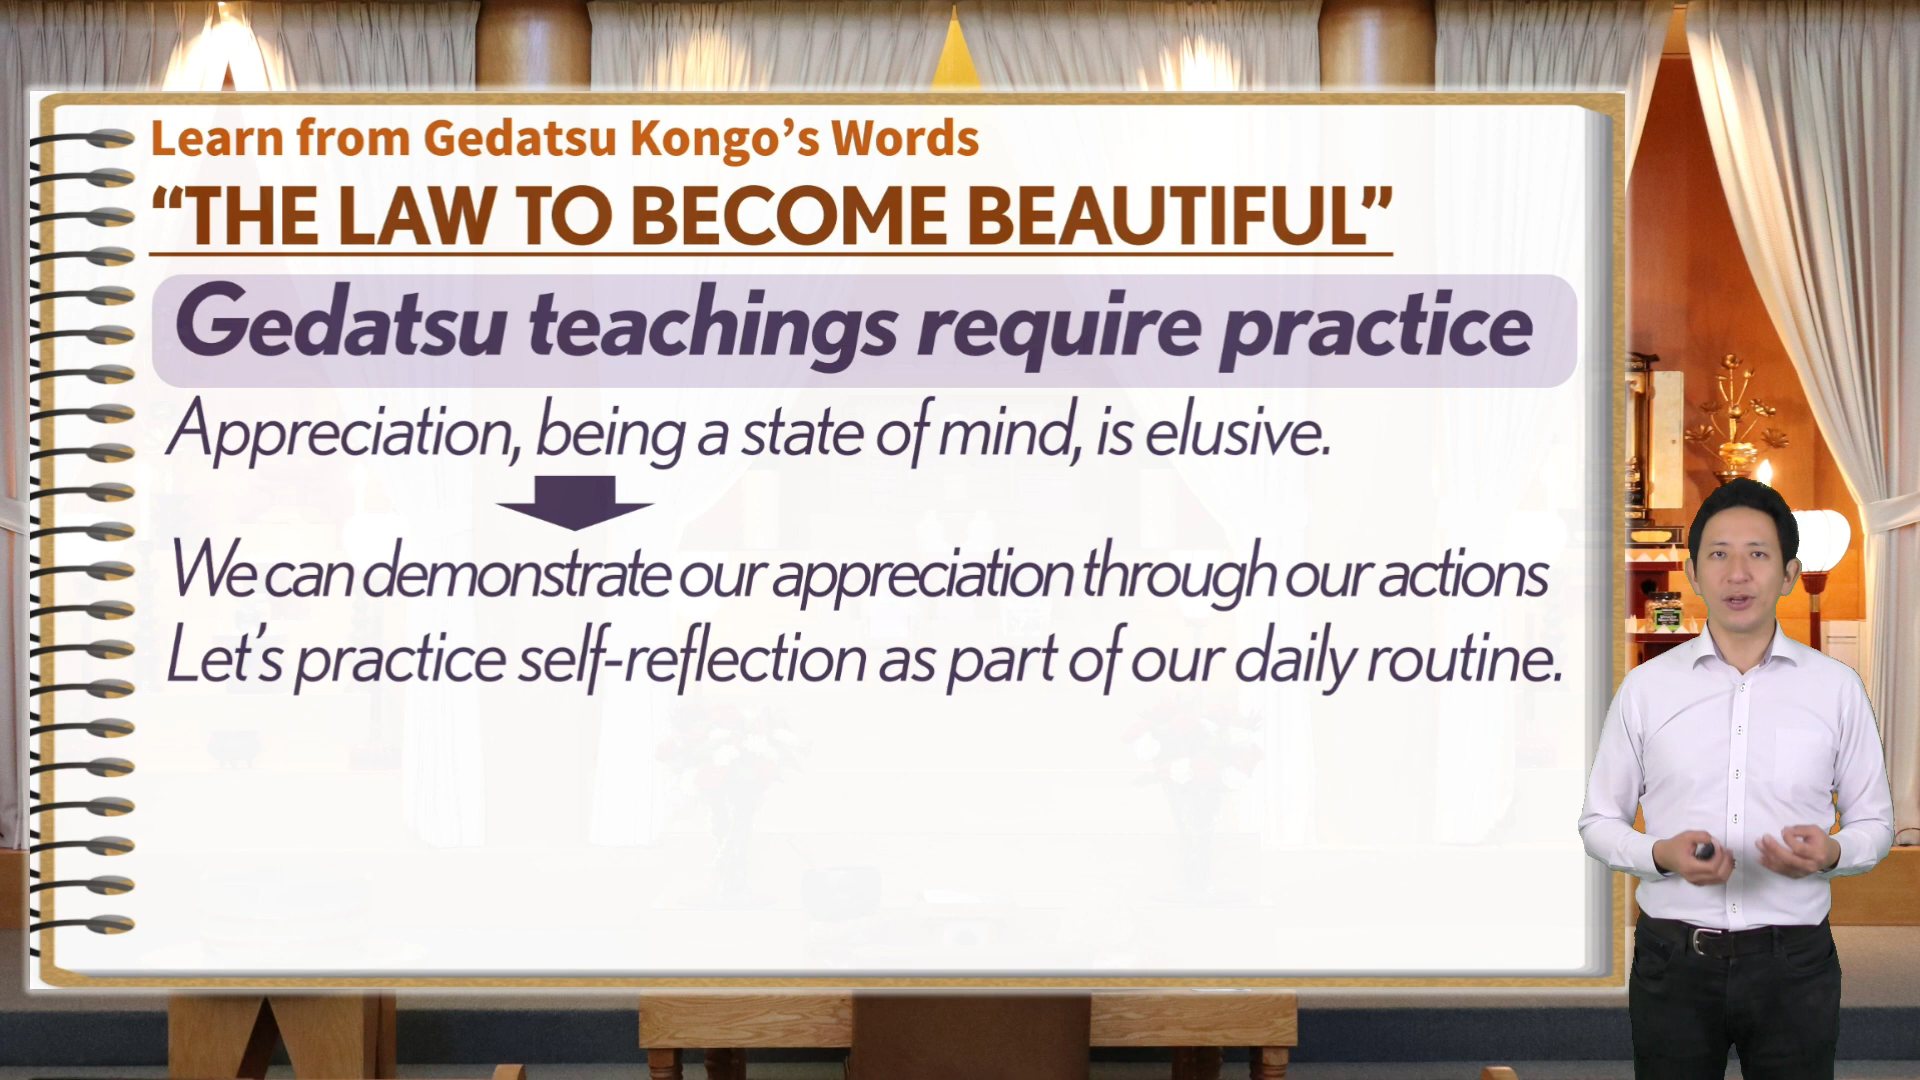 Learn from Gedatsu Kongo’s Words
“THE LAW TO BECOME BEAUTIFUL”
Gedatsu teachings require practice
Appreciation, being a state of mind, is elusive.
We can demonstrate our appreciation through our actions
Let’s practice self-reflection as part of our daily routine.